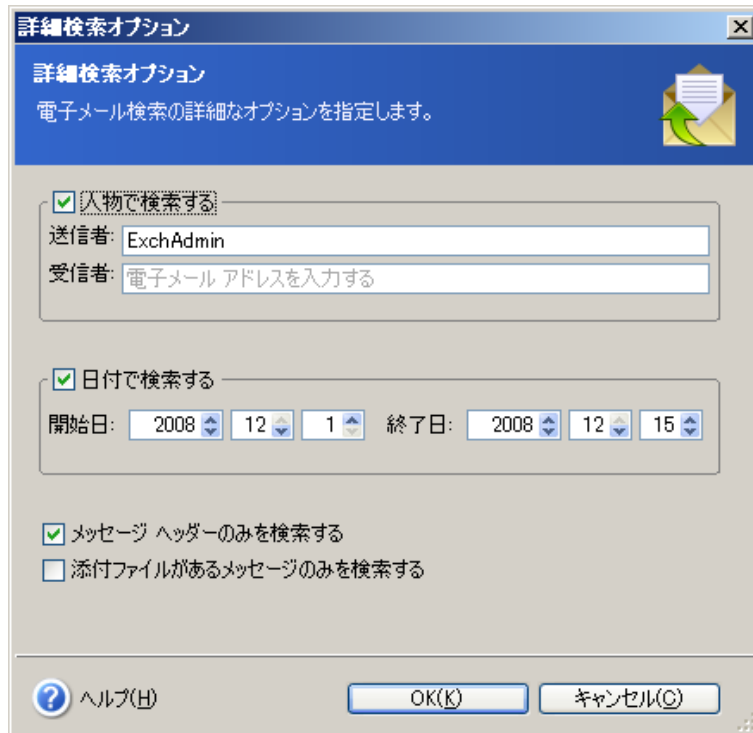 詳細検索オプション
詳細検索オプション
電子メール検索の詳細なオプションを指定します。
人物で検索する
送信者: ExchAdmin
受信者: 電子メール アドレスを入力する
日付で検索する
開始日: 2008 12 1 終了日: 2008 12 15
メッセージ ヘッダーのみを検索する
添付ファイルがあるメッセージのみを検索する
ヘルプ(H) OK(K) キャンセル(C)